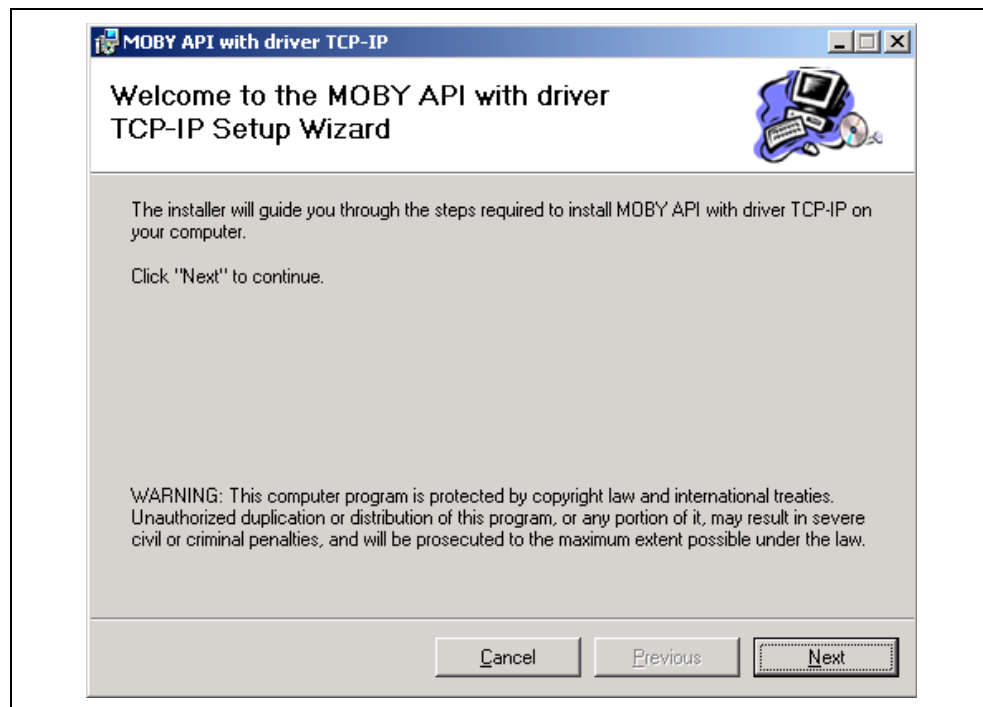 MOBY API with driver TCP-IP
Welcome to the MOBY API with driver
TCP-IP Setup Wizard
The installer will guide you through the steps required to install MOBY API with driver TCP-IP on
your computer.
Click "Next" to continue.
WARNING: This computer program is protected by copyright law and international treaties.
Unauthorized duplication or distribution of this program, or any portion of it, may result in severe
civil or criminal penalties, and will be prosecuted to the maximum extent possible under the law.
Cancel
Previous
Next